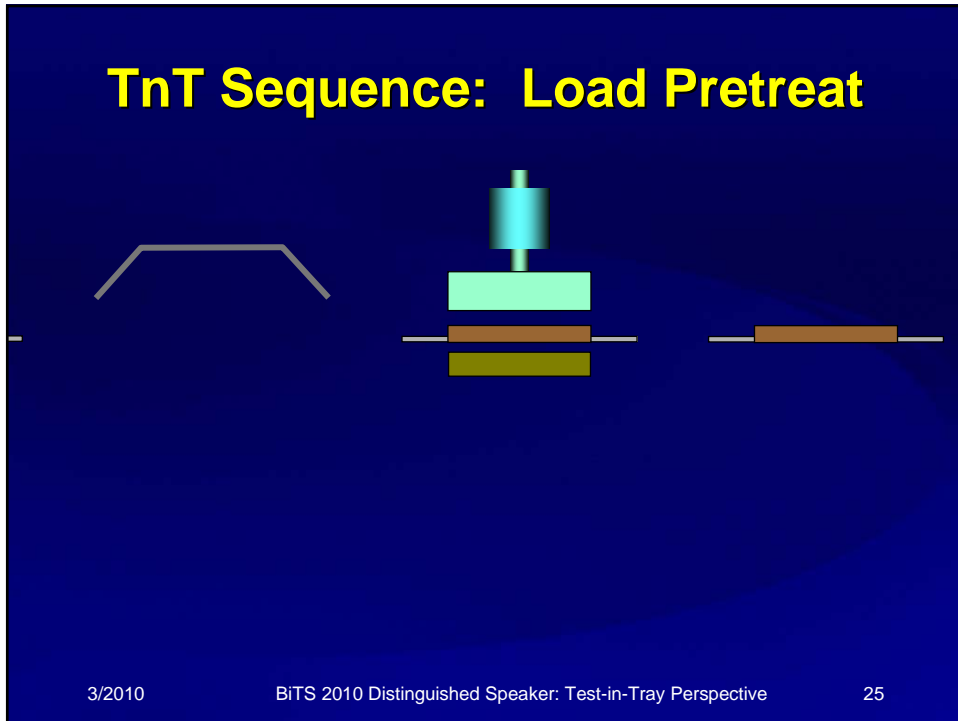 TnT Sequence: Load Pretreat
3/2010 BiTS 2010 Distinguished Speaker: Test-in-Tray Perspective 25